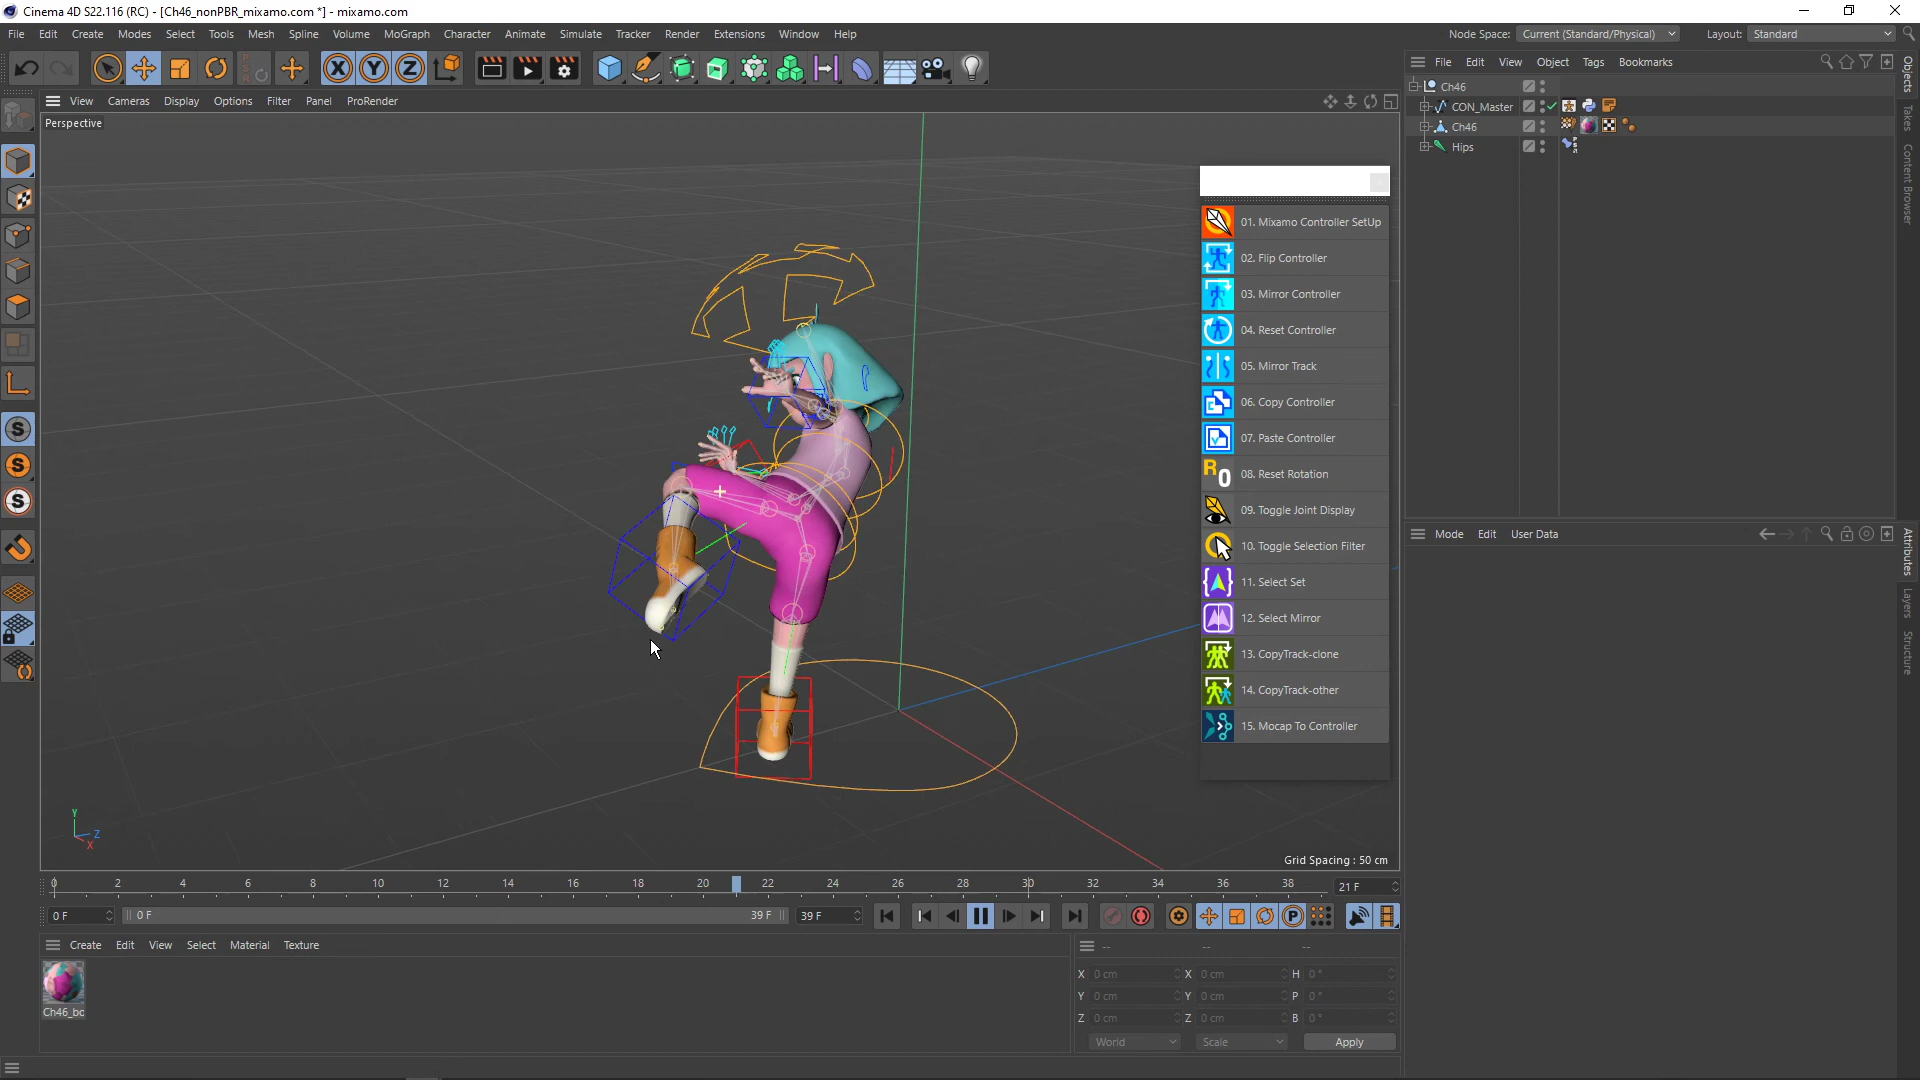 Cinema 4D S22.116 (RC) - [Ch46_nonPBR_mixamo.com *] - mixamo.com
File Edit Create Modes Select Tools Mesh Spline Volume MoGraph Character Animate Simulate Tracker Render Extensions Window Help
Node Space: Current (Standard/Physical) Layout: Standard
X Y Z
File Edit View Object Tags Bookmarks
View Cameras Display Options Filter Panel ProRender
Perspective
Ch46
CON_Master
Ch46
Hips
Objects
Takes
Content Browser
01. Mixamo Controller SetUp
02. Flip Controller
03. Mirror Controller
04. Reset Controller
05. Mirror Track
06. Copy Controller
07. Paste Controller
08. Reset Rotation
09. Toggle Joint Display
10. Toggle Selection Filter
11. Select Set
12. Select Mirror
13. CopyTrack-clone
14. CopyTrack-other
15. Mocap To Controller
Mode Edit User Data
Attributes
Layers
Structure
Y
Z
X
Grid Spacing : 50 cm
0 2 4 6 8 10 12 14 16 18 20 22 24 26 28 30 32 34 36 38 21 F
0 F 0 F 39 F 39 F
Create Edit View Select Material Texture
Ch46_bo
-- -- --
X 0 cm X 0 cm H 0 °
Y 0 cm Y 0 cm P 0 °
Z 0 cm Z 0 cm B 0 °
World Scale Apply